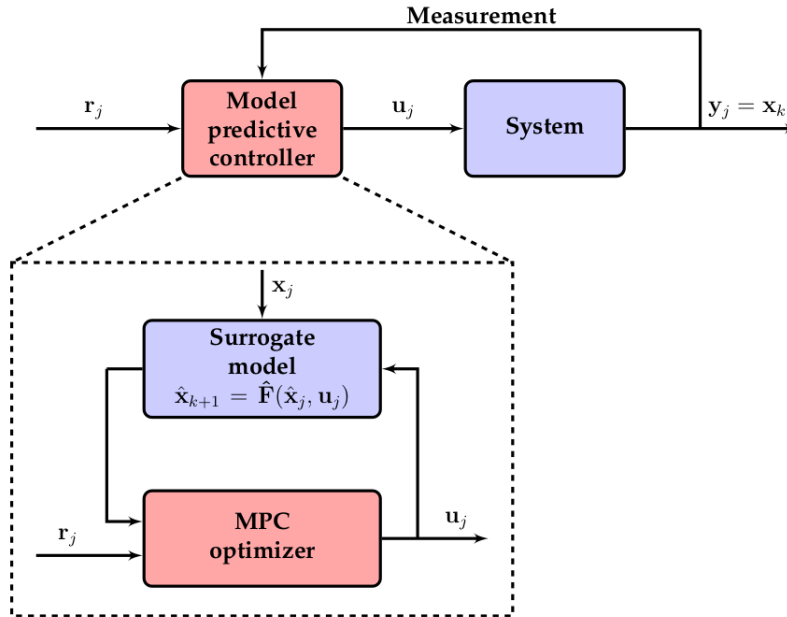 Measurement
r_j
Model
predictive
controller
u_j
System
y_j = x_k
x_j
Surrogate
model
x̂_{k+1} = F̂(x̂_j, u_j)
r_j
MPC
optimizer
u_j